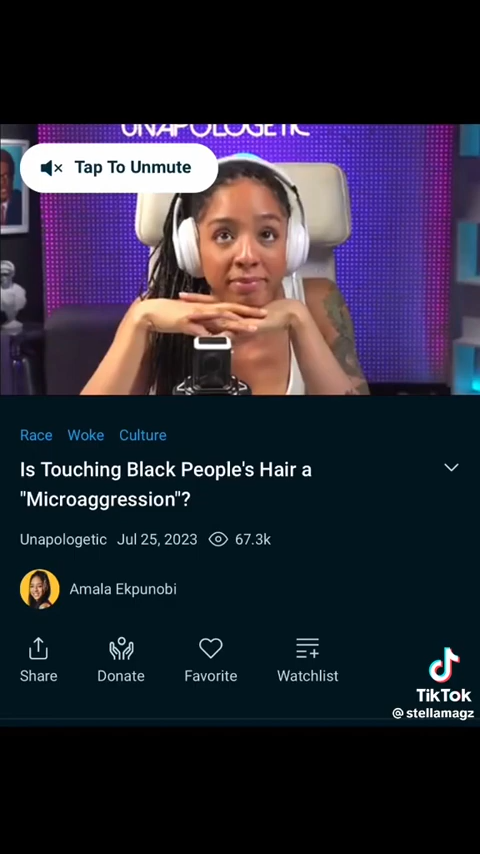 UNAPOLOGETIC
Tap To Unmute
Race Woke Culture
Is Touching Black People's Hair a
"Microaggression"?
Unapologetic Jul 25, 2023 67.3k
Amala Ekpunobi
Share Donate Favorite Watchlist
TikTok
@stellamagz